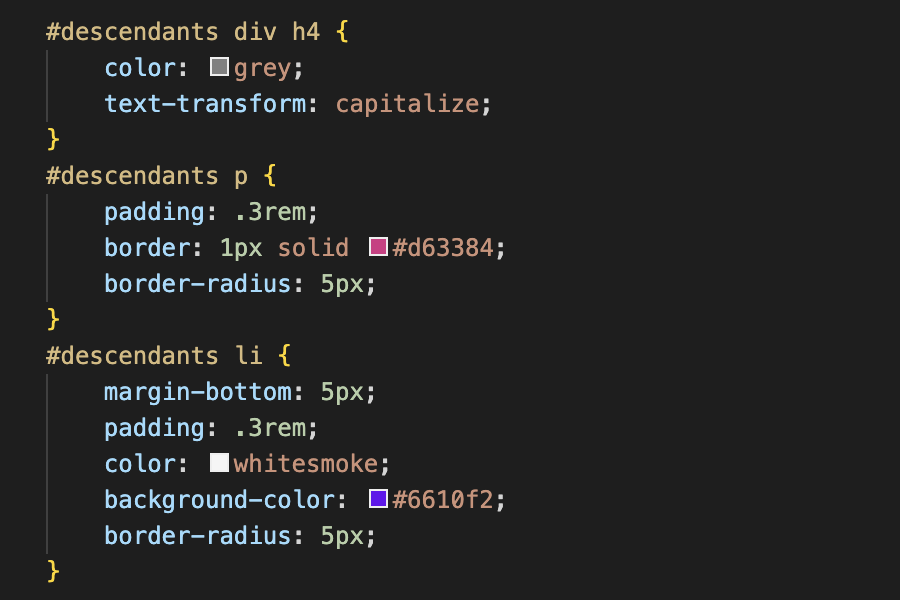 #descendants div h4 {
    color: grey;
    text-transform: capitalize;
}
#descendants p {
    padding: .3rem;
    border: 1px solid #d63384;
    border-radius: 5px;
}
#descendants li {
    margin-bottom: 5px;
    padding: .3rem;
    color: whitesmoke;
    background-color: #6610f2;
    border-radius: 5px;
}